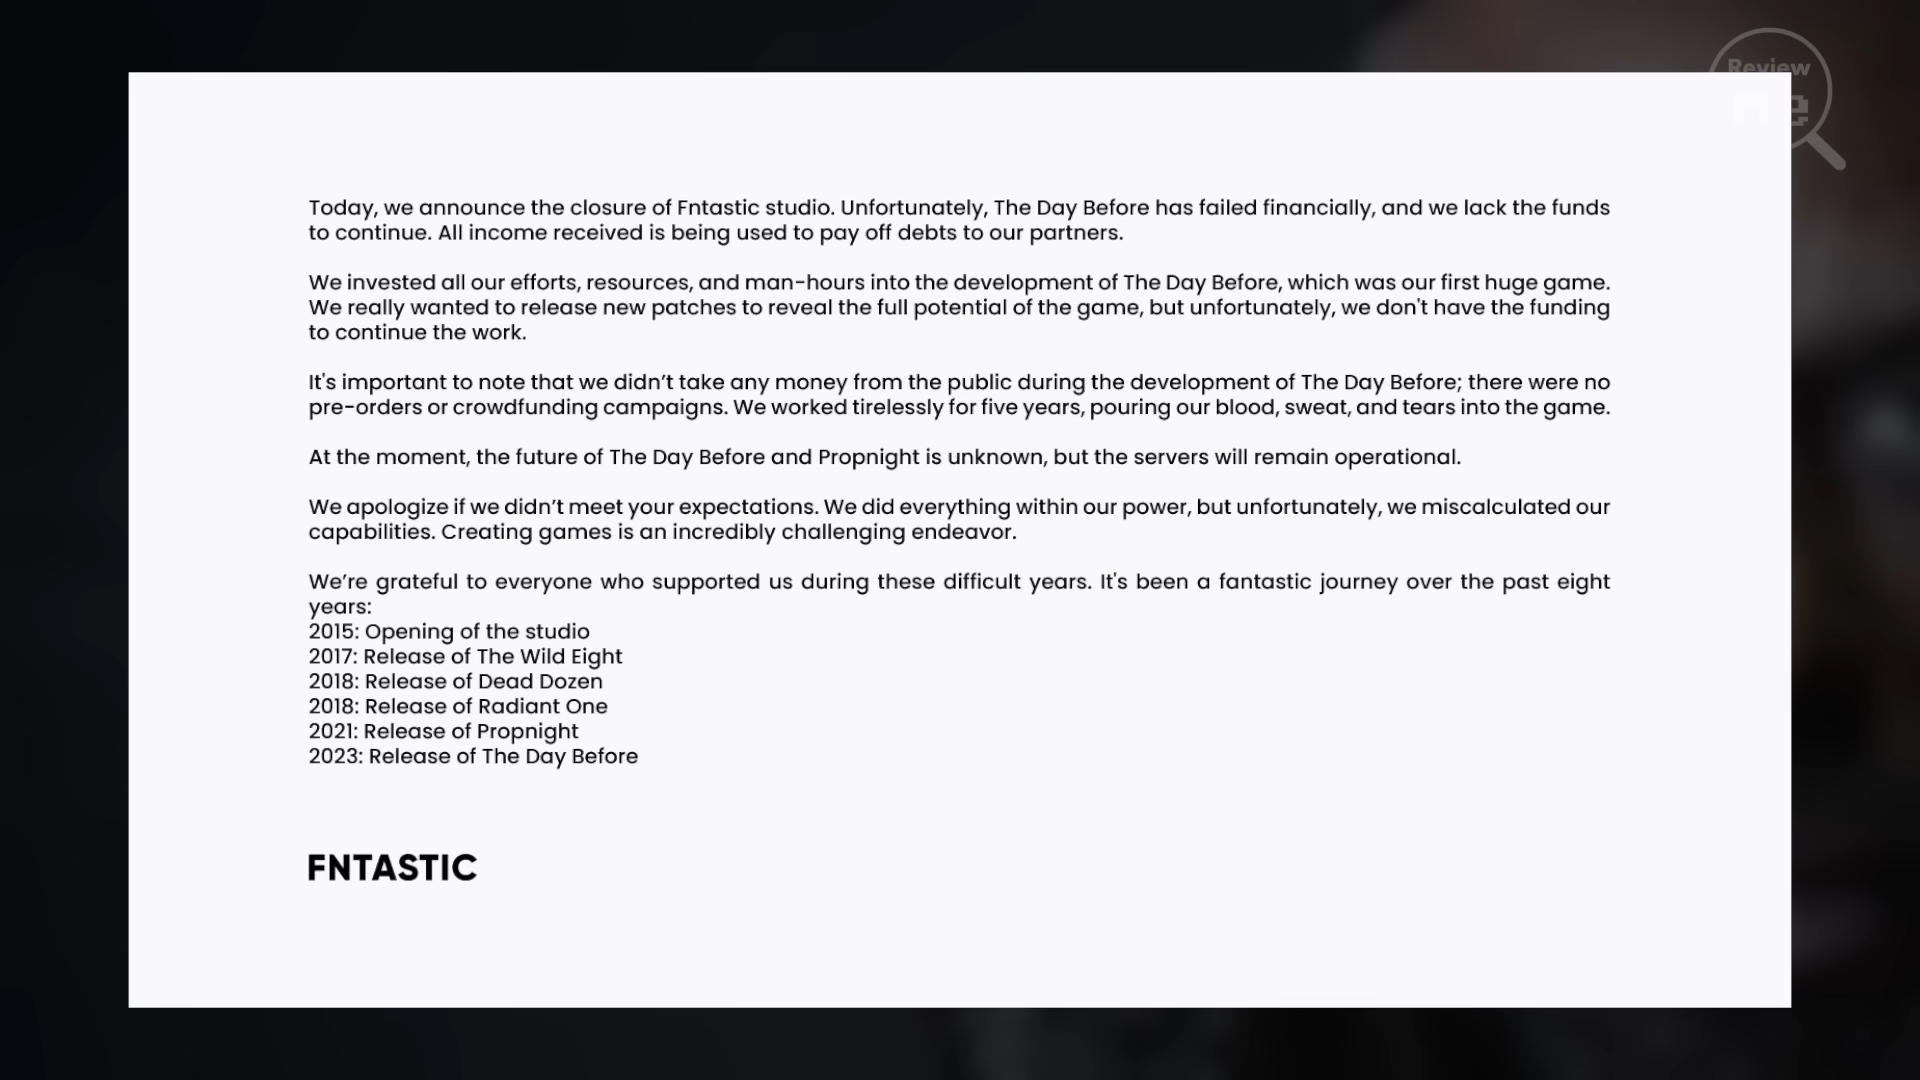 Review
e
Today, we announce the closure of Fntastic studio. Unfortunately, The Day Before has failed financially, and we lack the funds
to continue. All income received is being used to pay off debts to our partners.
We invested all our efforts, resources, and man-hours into the development of The Day Before, which was our first huge game.
We really wanted to release new patches to reveal the full potential of the game, but unfortunately, we don't have the funding
to continue the work.
It's important to note that we didn’t take any money from the public during the development of The Day Before; there were no
pre-orders or crowdfunding campaigns. We worked tirelessly for five years, pouring our blood, sweat, and tears into the game.
At the moment, the future of The Day Before and Propnight is unknown, but the servers will remain operational.
We apologize if we didn’t meet your expectations. We did everything within our power, but unfortunately, we miscalculated our
capabilities. Creating games is an incredibly challenging endeavor.
We’re grateful to everyone who supported us during these difficult years. It's been a fantastic journey over the past eight
years:
2015: Opening of the studio
2017: Release of The Wild Eight
2018: Release of Dead Dozen
2018: Release of Radiant One
2021: Release of Propnight
2023: Release of The Day Before
FNTASTIC